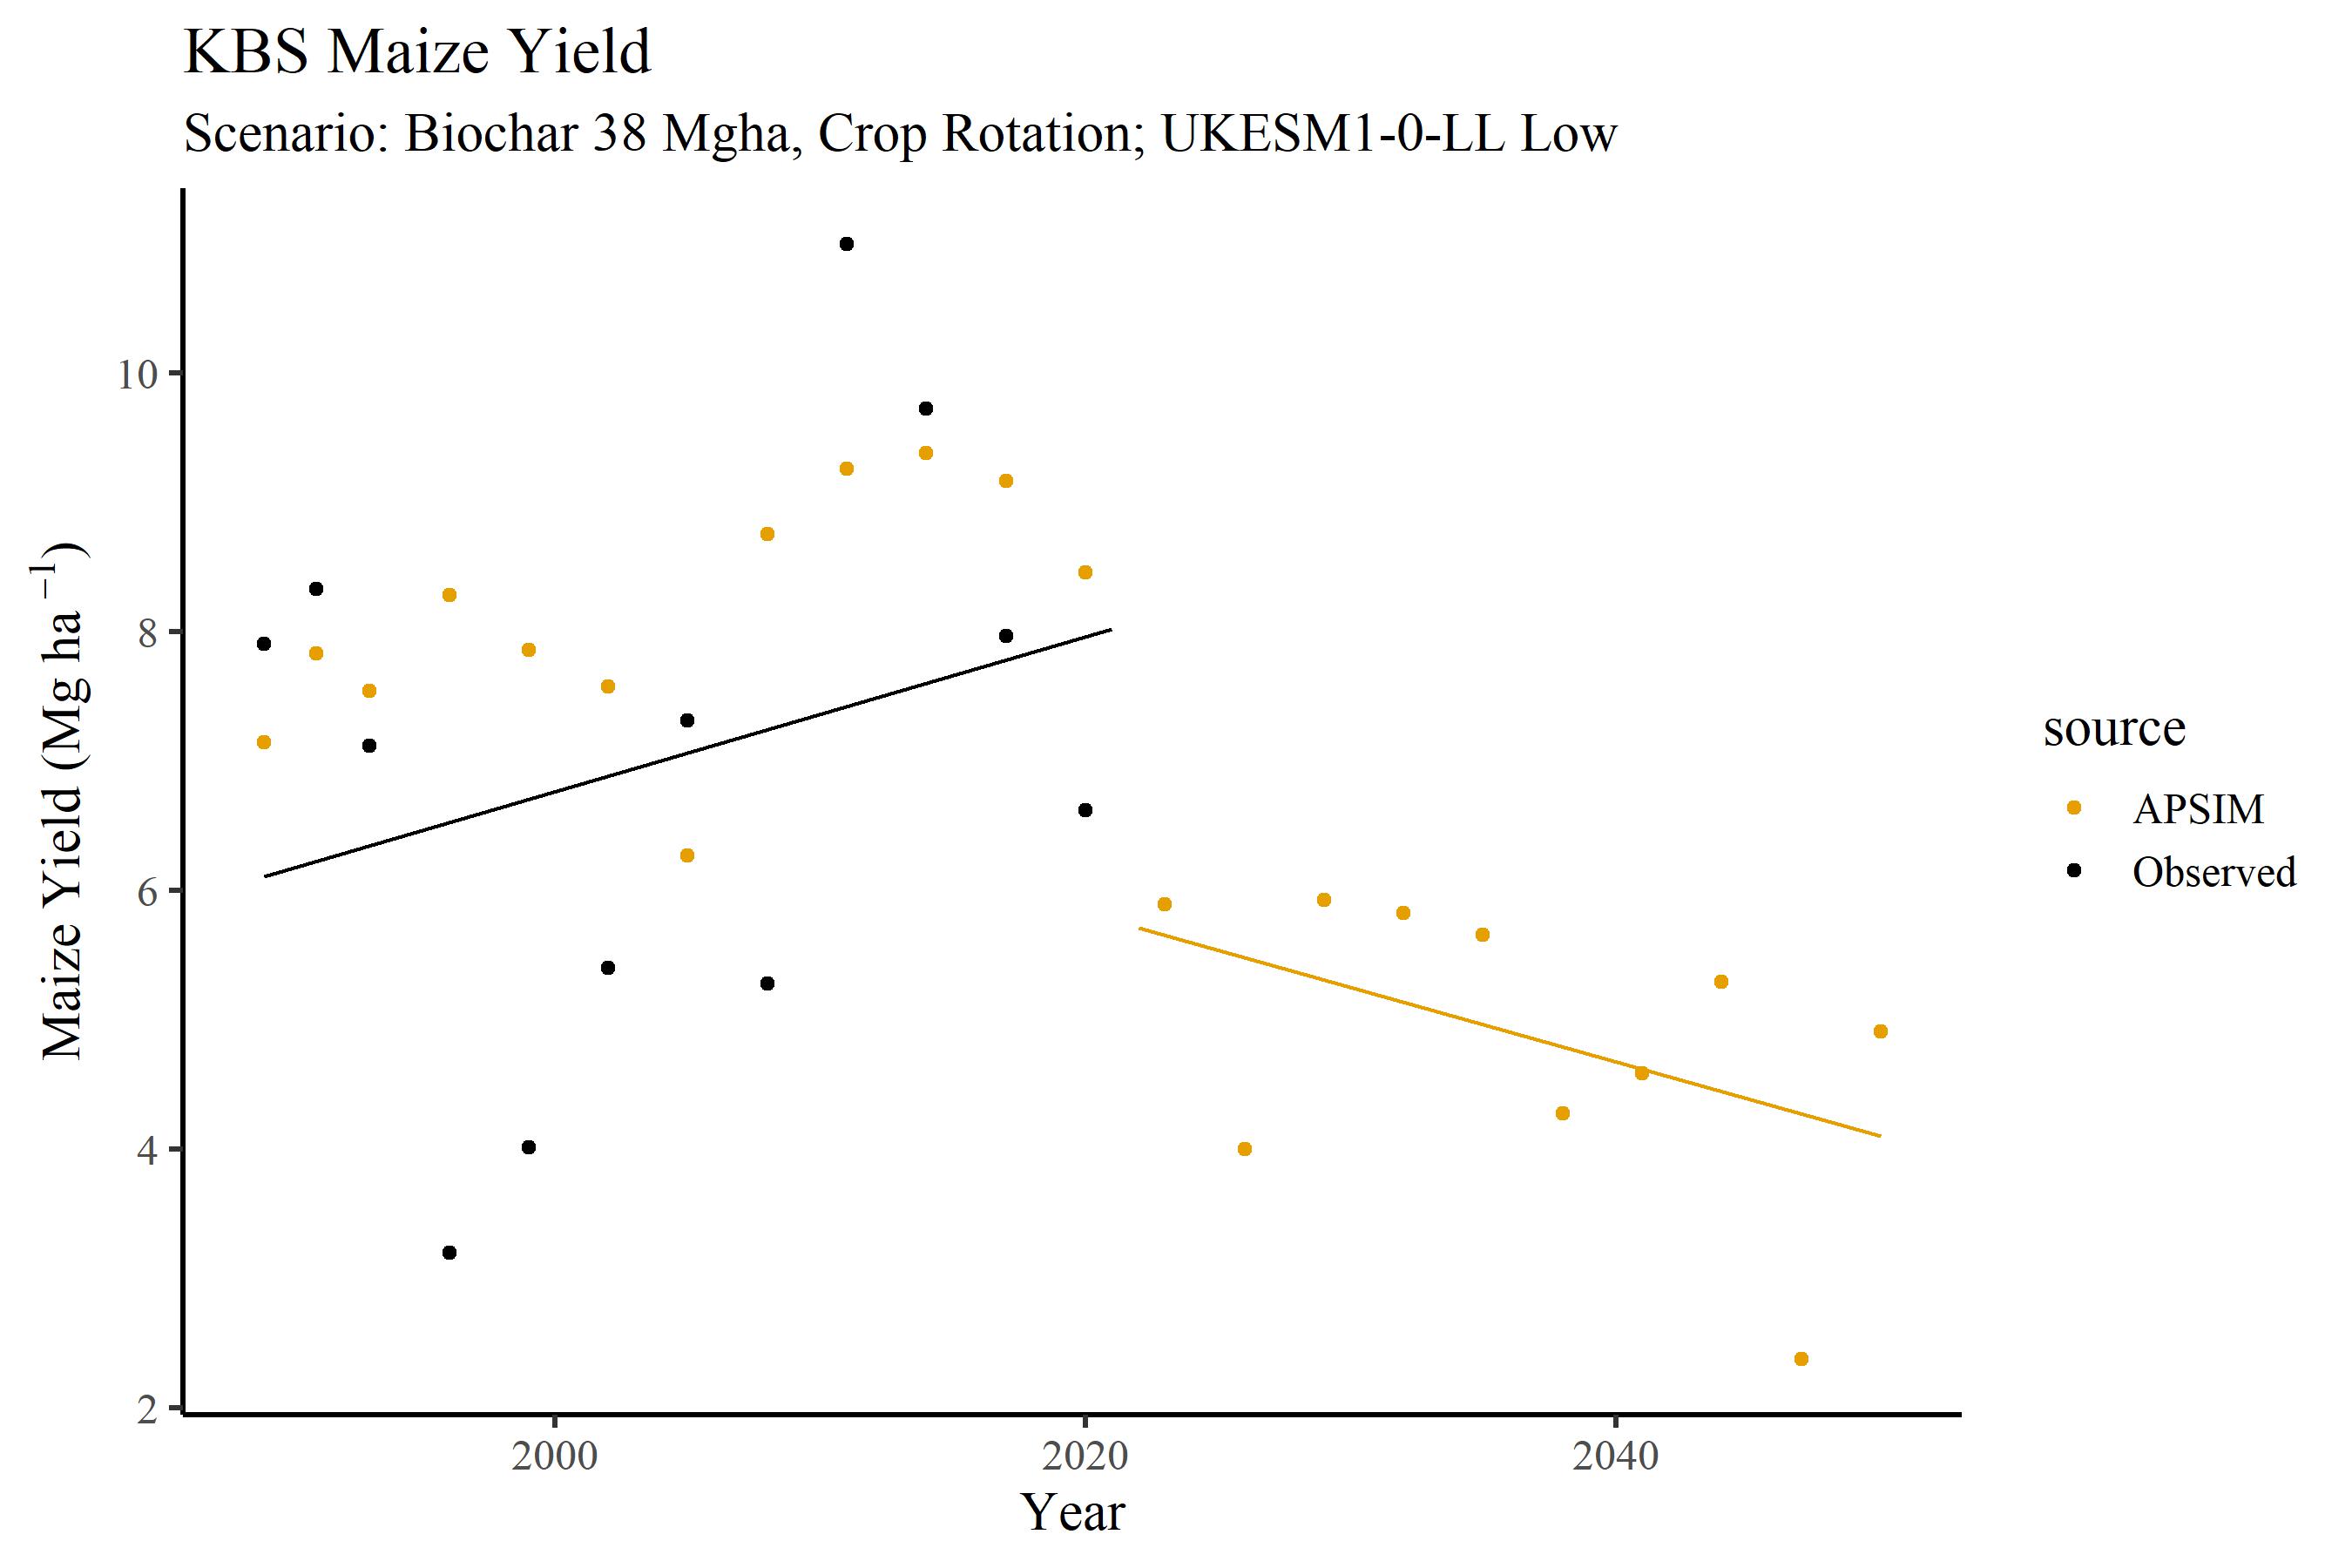 KBS Maize Yield
Scenario: Biochar 38 Mgha, Crop Rotation; UKESM1-0-LL Low
Maize Yield (Mg ha −1)
10
8
6
4
2
2000 2020 2040
Year
source
APSIM
Observed